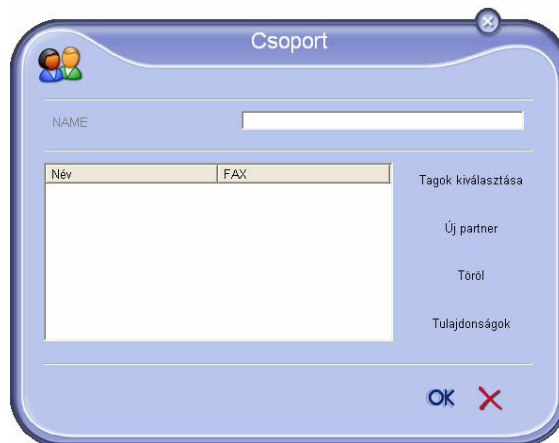 Csoport
NAME
Név FAX
Tagok kiválasztása
Új partner
Töröl
Tulajdonságok
OK